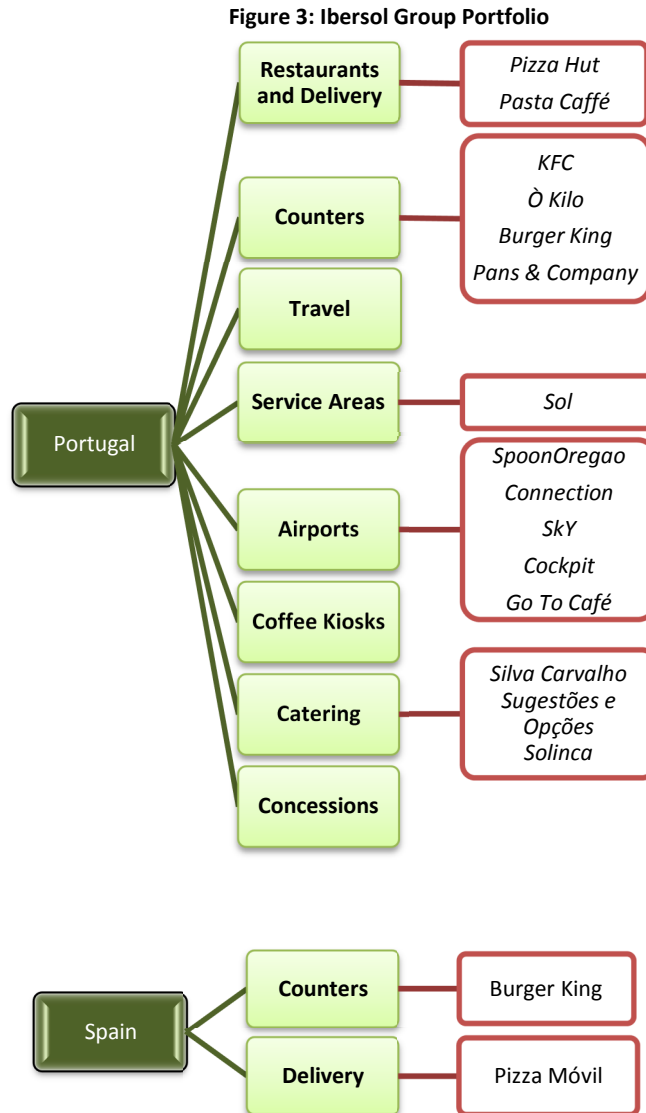 Figure 3: Ibersol Group Portfolio
Restaurants
and Delivery
Pizza Hut
Pasta Caffé
Counters
KFC
Ò Kilo
Burger King
Pans & Company
Travel
Portugal
Service Areas
Sol
Airports
SpoonOregao
Connection
SkY
Cockpit
Go To Café
Coffee Kiosks
Catering
Silva Carvalho
Sugestões e
Opções
Solinca
Concessions
Spain
Counters
Burger King
Delivery
Pizza Móvil